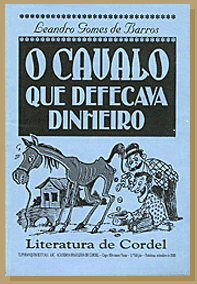 Leandro Gomes de Barros
O CAVALO
QUE DEFECAVA
DINHEIRO
Literatura de Cordel